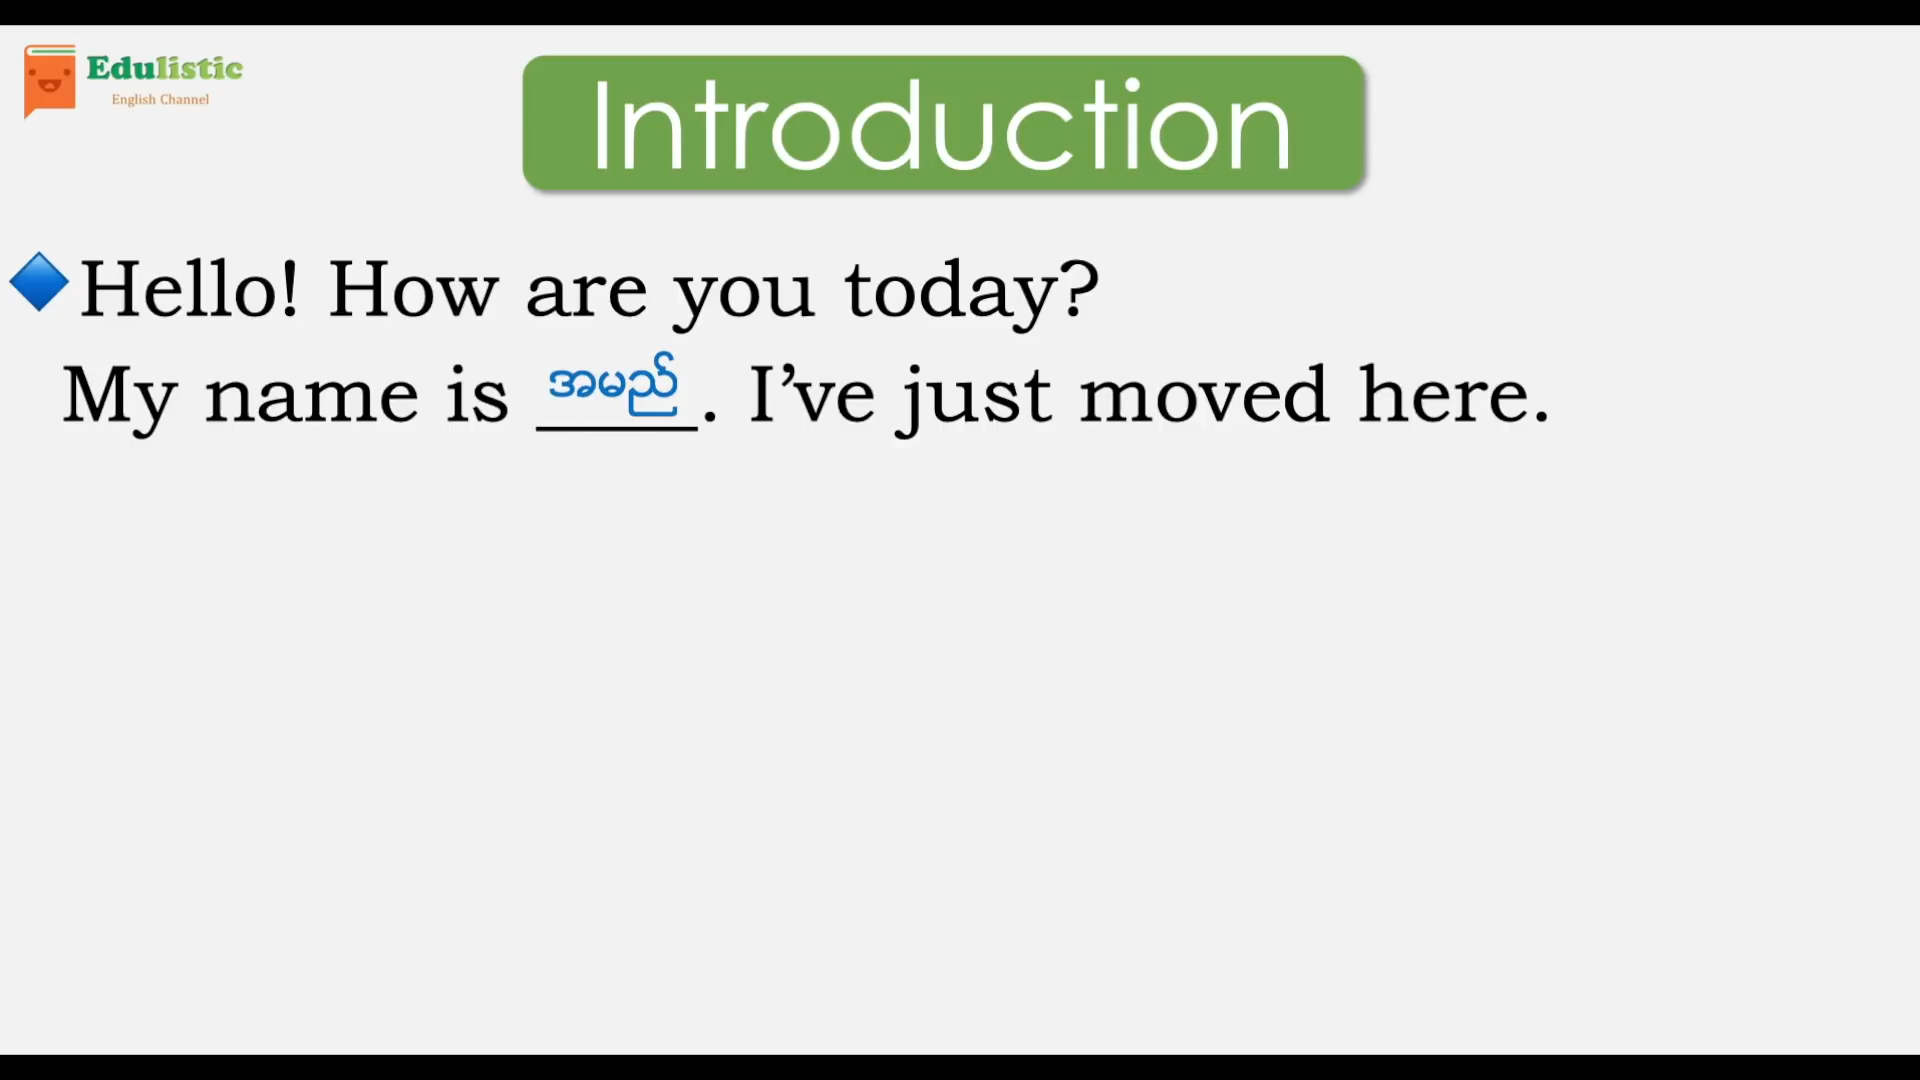 Edulistic
English Channel
Introduction
Hello! How are you today?
My name is အမည်. I’ve just moved here.